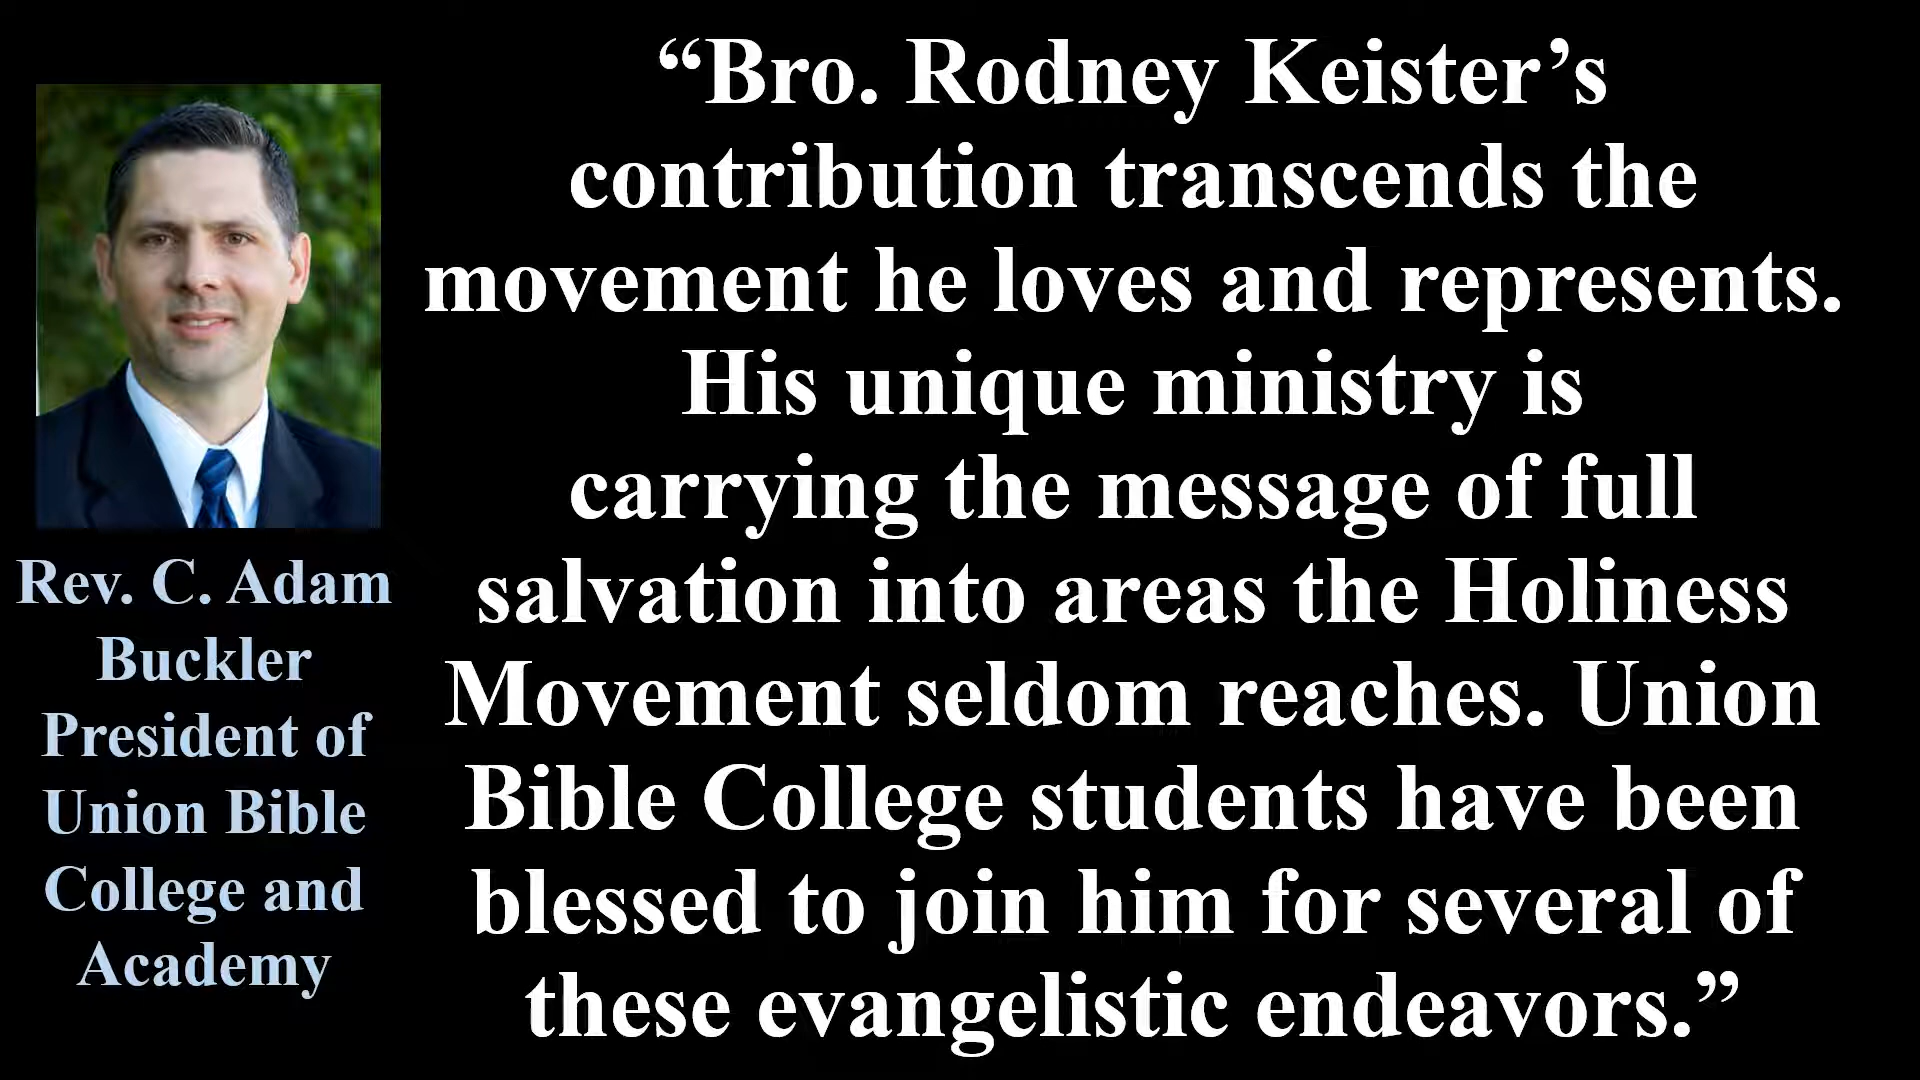 Rev. C. Adam
Buckler
President of
Union Bible
College and
Academy
“Bro. Rodney Keister’s
contribution transcends the
movement he loves and represents.
His unique ministry is
carrying the message of full
salvation into areas the Holiness
Movement seldom reaches. Union
Bible College students have been
blessed to join him for several of
these evangelistic endeavors.”